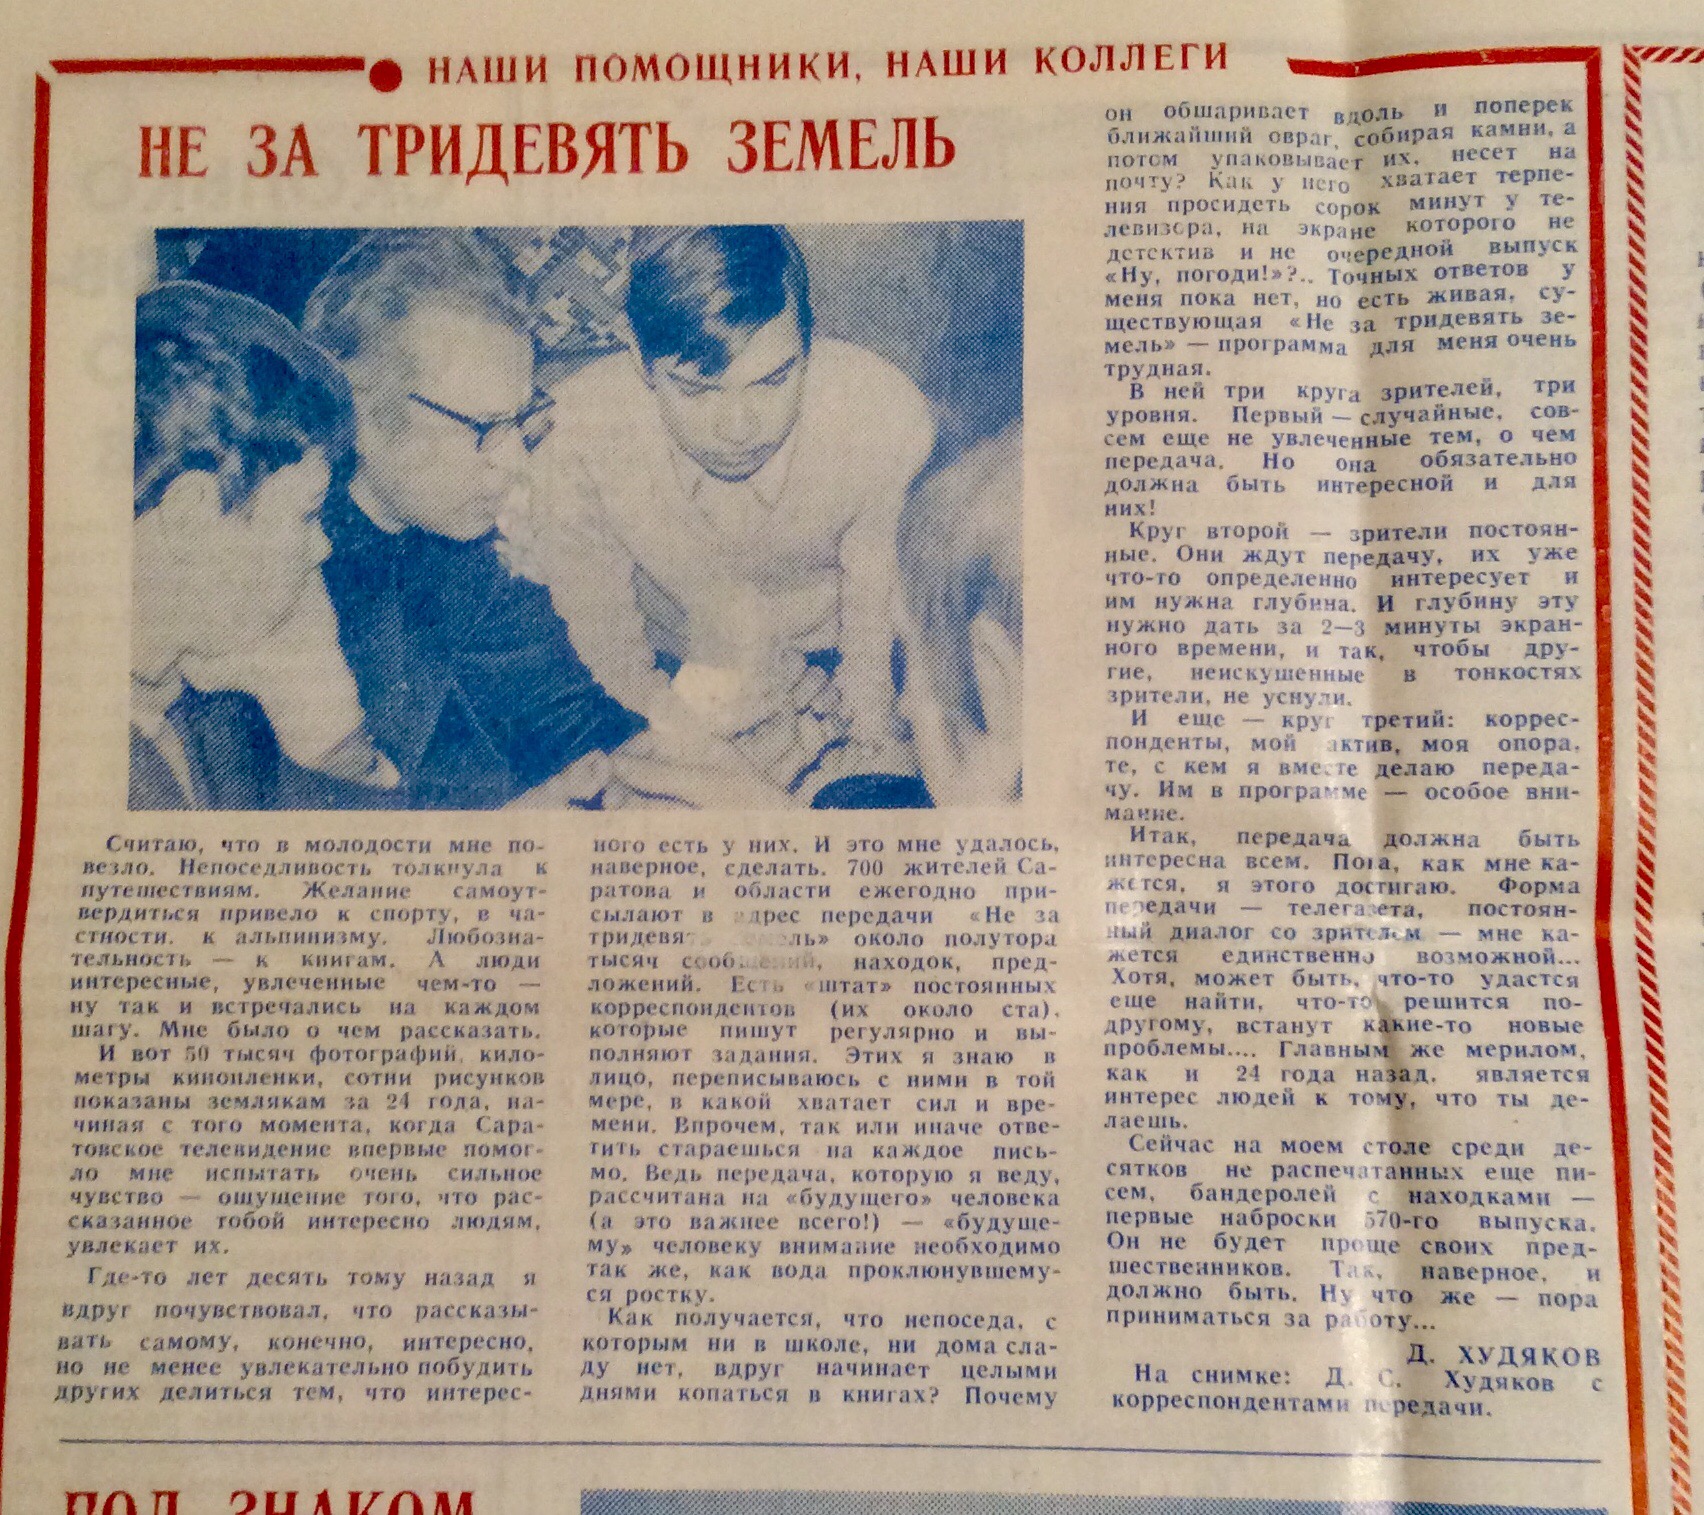 НАШИ ПОМОЩНИКИ, НАШИ КОЛЛЕГИ
НЕ ЗА ТРИДЕВЯТЬ ЗЕМЕЛЬ
Считаю, что в молодости мне по-
везло. Непоседливость толкнула к
путешествиям. Желание самоут-
вердиться привело к спорту, в ча-
стности, к альпинизму. Любозна-
тельность — к книгам. А люди
интересные, увлеченные чем-то —
ну так и встречались на каждом
шагу. Мне было о чем рассказать.
И вот 50 тысяч фотографий, кило-
метры кинопленки, сотни рисунков
показаны землякам за 24 года, на-
чиная с того момента, когда Сара-
товское телевидение впервые помог-
ло мне испытать очень сильное
чувство — ощущение того, что рас-
сказанное тобой интересно людям,
увлекает их.
Где-то лет десять тому назад я
вдруг почувствовал, что рассказы-
вать самому, конечно, интересно,
но не менее увлекательно побудить
других делиться тем, что интерес-
ного есть у них. И это мне удалось,
наверное, сделать. 700 жителей Са-
ратова и области ежегодно при-
сылают в адрес передачи «Не за
тридевять земель» около полутора
тысяч сообщений, находок, пред-
ложений. Есть «штат» постоянных
корреспондентов (их около ста),
которые пишут регулярно и вы-
полняют задания. Этих я знаю в
лицо, переписываюсь с ними в той
мере, в какой хватает сил и вре-
мени. Впрочем, так или иначе отве-
тить стараешься на каждое пись-
мо. Ведь передача, которую я веду,
рассчитана на «будущего» человека
(а это важнее всего!) — «будуще-
му» человеку внимание необходимо
так же, как вода проклюнувшему-
ся ростку.
Как получается, что непоседа, с
которым ни в школе, ни дома сла-
ду нет, вдруг начинает целыми
днями копаться в книгах? Почему
он обшаривает вдоль и поперек
ближайший овраг, собирая камни, а
потом упаковывает их, несет на
почту? Как у него хватает терпе-
ния просидеть сорок минут у те-
левизора, на экране которого не
детектив и не очередной выпуск
«Ну, погоди!»?.. Точных ответов у
меня пока нет, но есть живая, су-
ществующая «Не за тридевять зе-
мель» — программа для меня очень
трудная.
В ней три круга зрителей, три
уровня. Первый — случайные, сов-
сем еще не увлеченные тем, о чем
передача. Но она обязательно
должна быть интересной и для
них!
Круг второй — зрители постоян-
ные. Они ждут передачу, их уже
что-то определенно интересует и
им нужна глубина. И глубину эту
нужно дать за 2—3 минуты экран-
ного времени, и так, чтобы дру-
гие, неискушенные в тонкостях
зрители, не уснули.
И еще — круг третий: коррес-
понденты, мой актив, моя опора,
те, с кем я вместе делаю переда-
чу. Им в программе — особое вни-
мание.
Итак, передача должна быть
интересна всем. Пока, как мне ка-
жется, я этого достигаю. Форма
передачи — телегазета, постоян-
ный диалог со зрителем — мне ка-
жется единственно возможной...
Хотя, может быть, что-то удастся
еще найти, что-то решится по-
другому, встанут какие-то новые
проблемы.... Главным же мерилом,
как и 24 года назад, является
интерес людей к тому, что ты де-
лаешь.
Сейчас на моем столе среди де-
сятков не распечатанных еще пи-
сем, бандеролей с находками —
первые наброски 570-го выпуска.
Он не будет проще своих пред-
шественников. Так, наверное, и
должно быть. Ну что же — пора
приниматься за работу...
Д. ХУДЯКОВ
На снимке: Д. С. Худяков с
корреспондентами передачи.
ПОД ЗНАКОМ